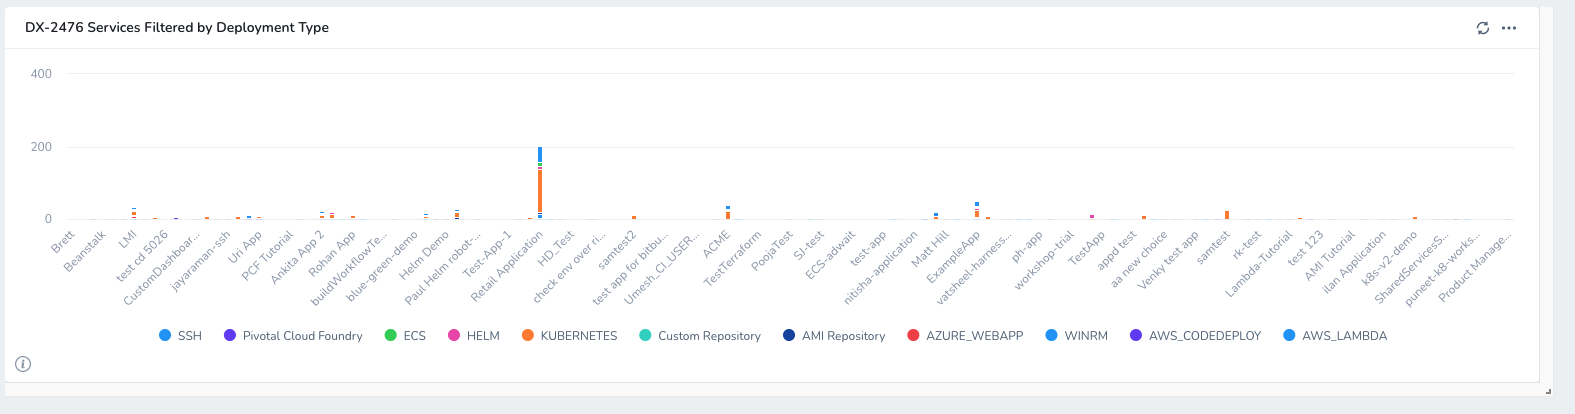 DX-2476 Services Filtered by Deployment Type
400
200
0
Brett
Beanstalk
LMI
test cd 5026
CustomDashboar...
jayaraman-ssh
Uri App
PCF Tutorial
Ankita App 2
Rohan App
buildWorkflowTe...
blue-green-demo
Helm Demo
Paul Helm robot-...
Test-App-1
Retail Application
HD_Test
check env over ri...
samtest2
test app for bitbu...
Umesh_CI_USER...
ACME
TestTerraform
PoojaTest
SJ-test
ECS-adwait
test-app
nitisha-application
Matt Hill
ExampleApp
vatsheel-harness...
ph-app
workshop-trial
TestApp
appd test
aa new choice
Venky test app
samtest
rk-test
Lambda-Tutorial
test 123
AMI Tutorial
ilan Application
k8s-v2-demo
SharedServicesS...
puneet-k8-works...
Product Manage...
SSH Pivotal Cloud Foundry ECS HELM KUBERNETES Custom Repository AMI Repository AZURE_WEBAPP WINRM AWS_CODEDEPLOY AWS_LAMBDA